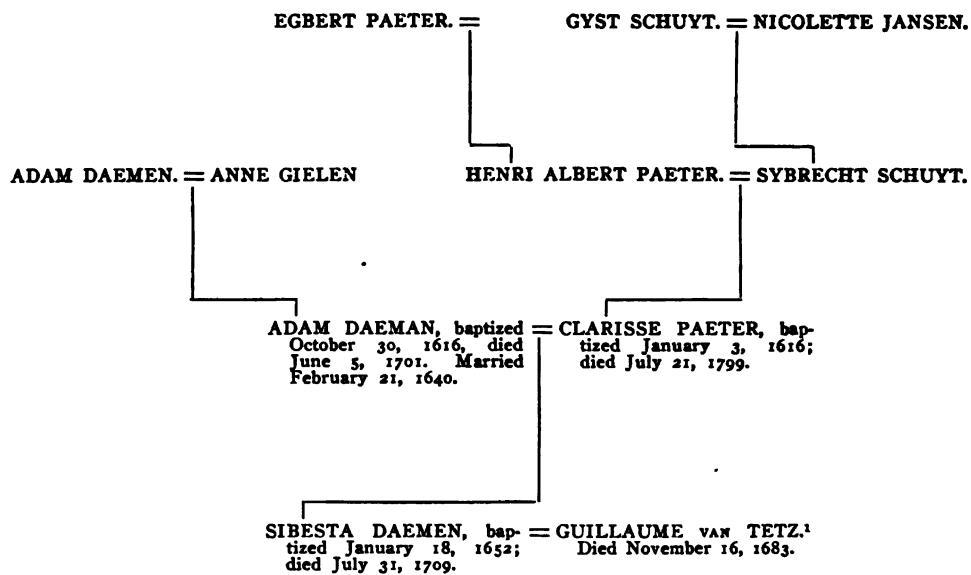 EGBERT PAETER. =
GYST SCHUYT. = NICOLETTE JANSEN.
ADAM DAEMEN. = ANNE GIELEN
HENRI ALBERT PAETER. = SYBRECHT SCHUYT.
ADAM DAEMAN, baptized
October 30, 1616, died
June 5, 1701. Married
February 21, 1640.
= CLARISSE PAETER, bap-
tized January 3, 1616;
died July 21, 1799.
SIBESTA DAEMEN, bap-
tized January 18, 1652;
died July 31, 1709.
= GUILLAUME VAN TETZ.¹
Died November 16, 1683.